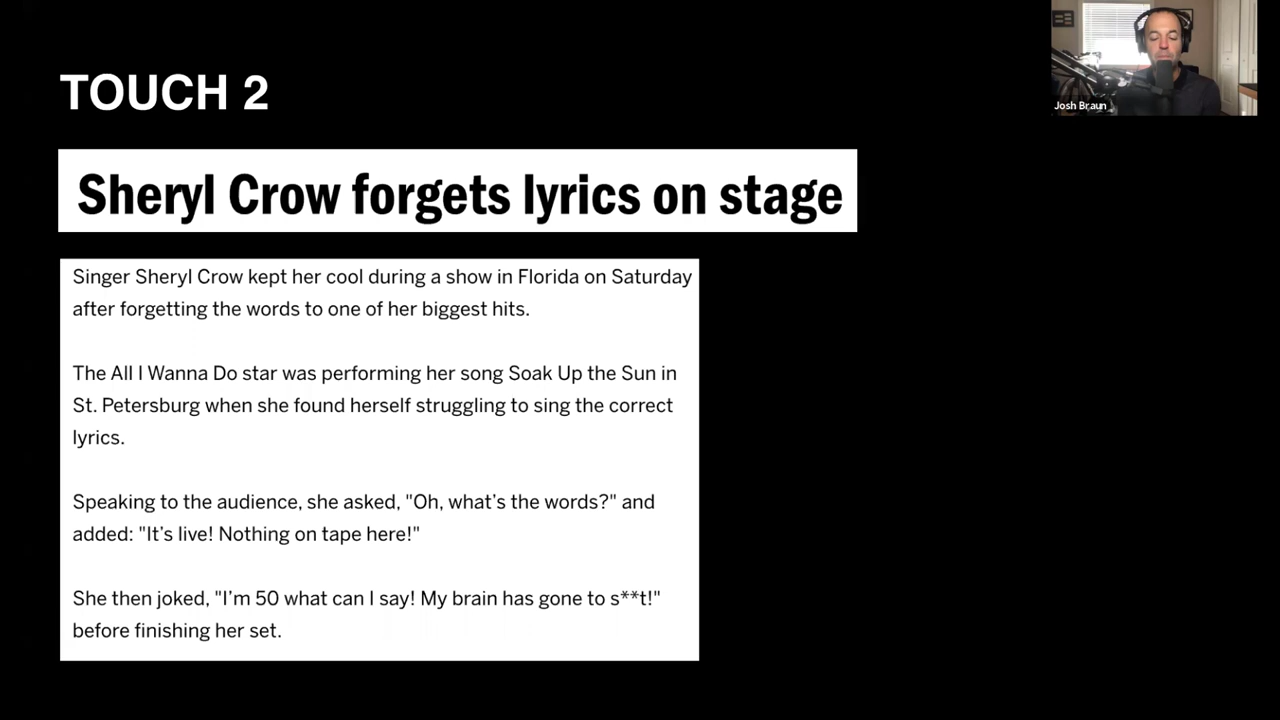 TOUCH 2
Josh Braun
Sheryl Crow forgets lyrics on stage
Singer Sheryl Crow kept her cool during a show in Florida on Saturday
after forgetting the words to one of her biggest hits.
The All I Wanna Do star was performing her song Soak Up the Sun in
St. Petersburg when she found herself struggling to sing the correct
lyrics.
Speaking to the audience, she asked, "Oh, what’s the words?" and
added: "It’s live! Nothing on tape here!"
She then joked, "I’m 50 what can I say! My brain has gone to s**t!"
before finishing her set.